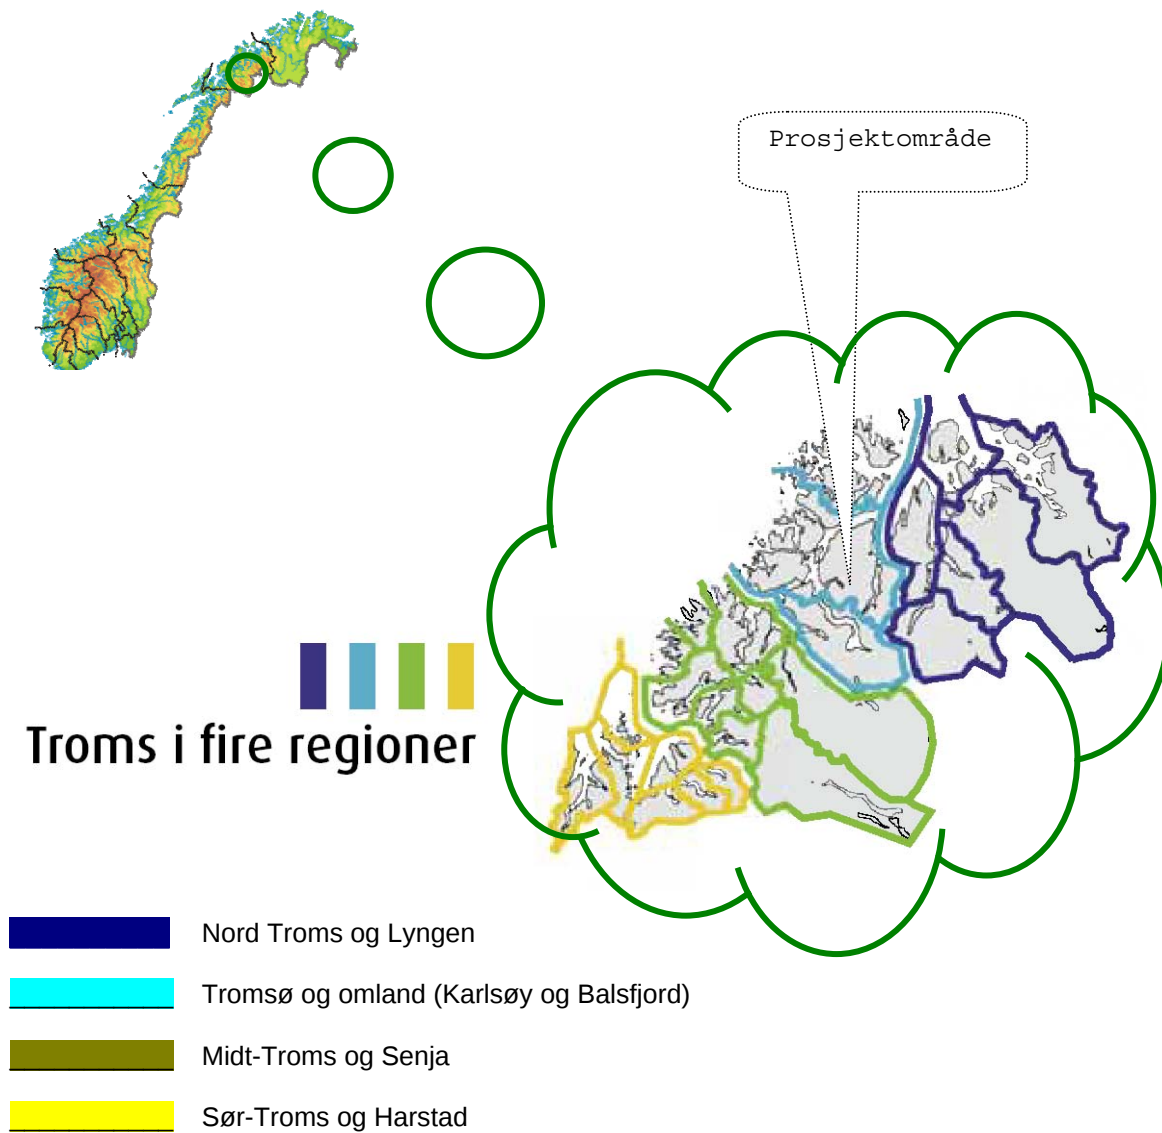 Prosjektområde
Troms i fire regioner
Nord Troms og Lyngen
Tromsø og omland (Karlsøy og Balsfjord)
Midt-Troms og Senja
Sør-Troms og Harstad